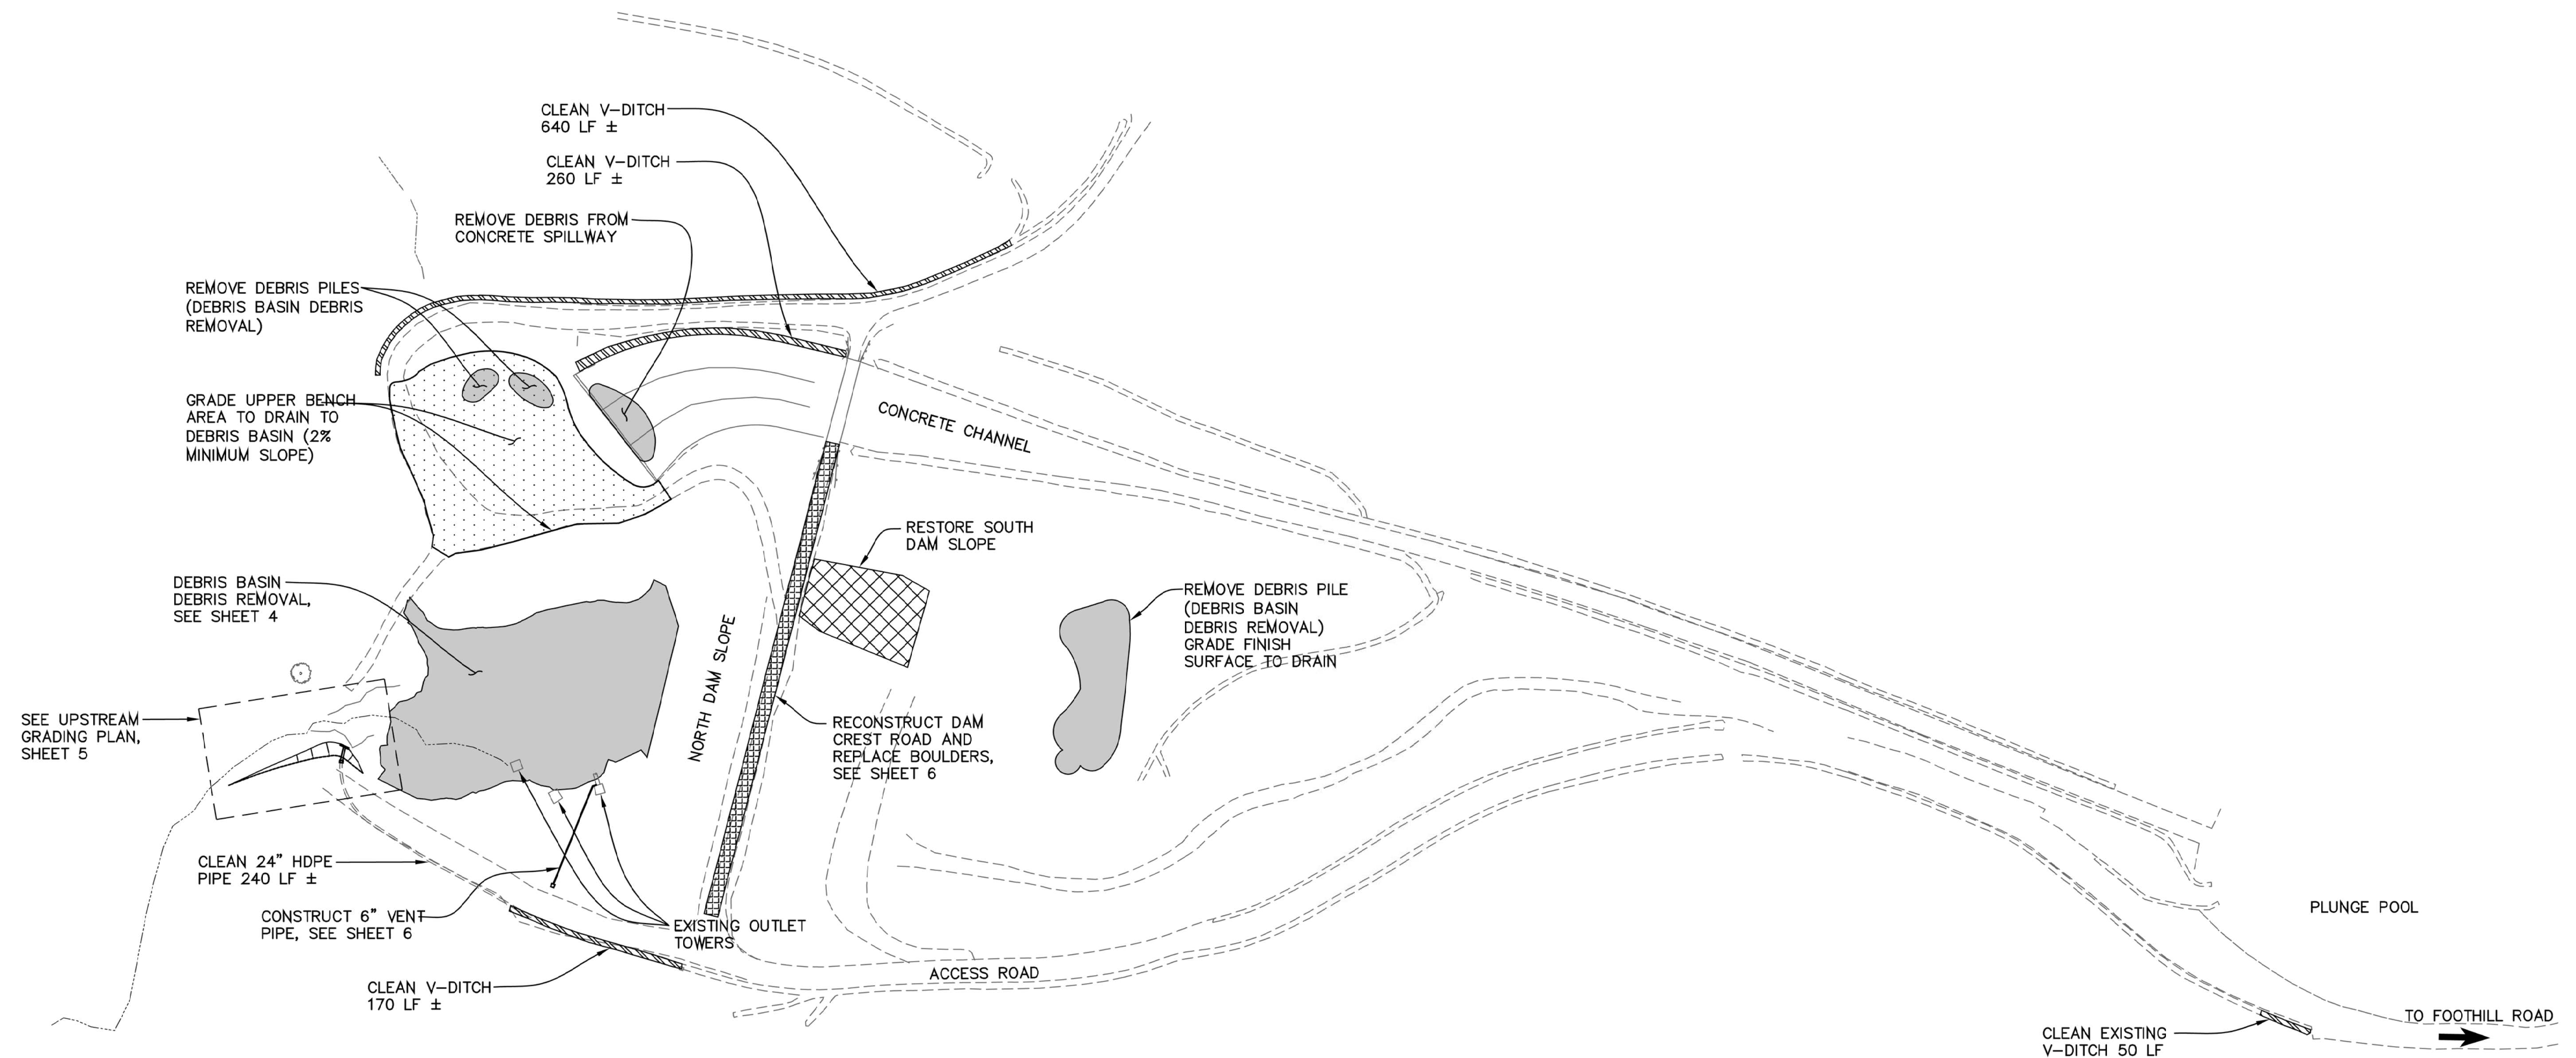 CLEAN V-DITCH
640 LF ±
CLEAN V-DITCH
260 LF ±
REMOVE DEBRIS FROM
CONCRETE SPILLWAY
REMOVE DEBRIS PILES
(DEBRIS BASIN DEBRIS
REMOVAL)
GRADE UPPER BENCH
AREA TO DRAIN TO
DEBRIS BASIN (2%
MINIMUM SLOPE)
CONCRETE CHANNEL
RESTORE SOUTH
DAM SLOPE
DEBRIS BASIN
DEBRIS REMOVAL,
SEE SHEET 4
REMOVE DEBRIS PILE
(DEBRIS BASIN
DEBRIS REMOVAL)
GRADE FINISH
SURFACE TO DRAIN
NORTH DAM SLOPE
SEE UPSTREAM
GRADING PLAN,
SHEET 5
RECONSTRUCT DAM
CREST ROAD AND
REPLACE BOULDERS,
SEE SHEET 6
CLEAN 24" HDPE
PIPE 240 LF ±
CONSTRUCT 6" VENT
PIPE, SEE SHEET 6
EXISTING OUTLET
TOWERS
PLUNGE POOL
ACCESS ROAD
CLEAN V-DITCH
170 LF ±
TO FOOTHILL ROAD
CLEAN EXISTING
V-DITCH 50 LF